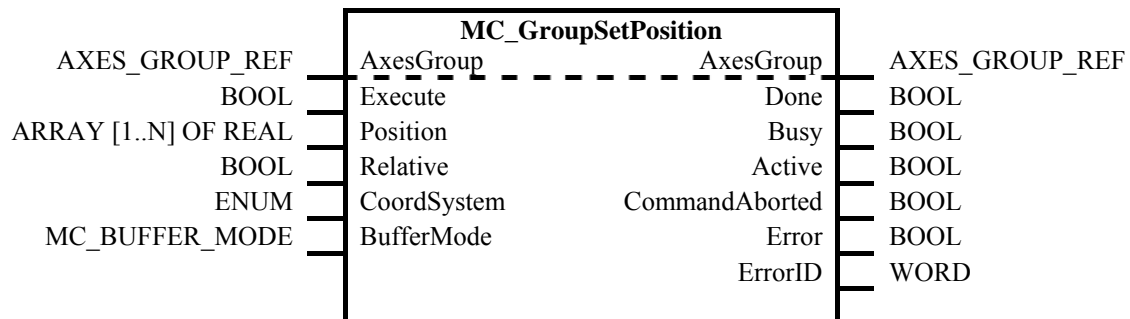 MC_GroupSetPosition
AXES_GROUP_REF AxesGroup AxesGroup AXES_GROUP_REF
BOOL Execute Done BOOL
ARRAY [1..N] OF REAL Position Busy BOOL
BOOL Relative Active BOOL
ENUM CoordSystem CommandAborted BOOL
MC_BUFFER_MODE BufferMode Error BOOL
ErrorID WORD